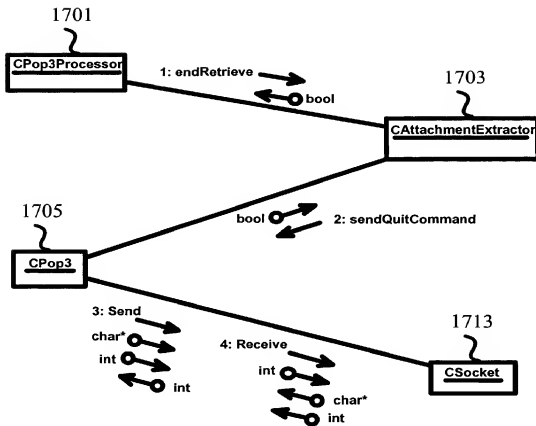 1701
CPop3Processor
1: endRetrieve
bool
1703
CAttachmentExtractor
bool
2: sendQuitCommand
1705
CPop3
3: Send
char*
int
int
4: Receive
int
char*
int
1713
CSocket